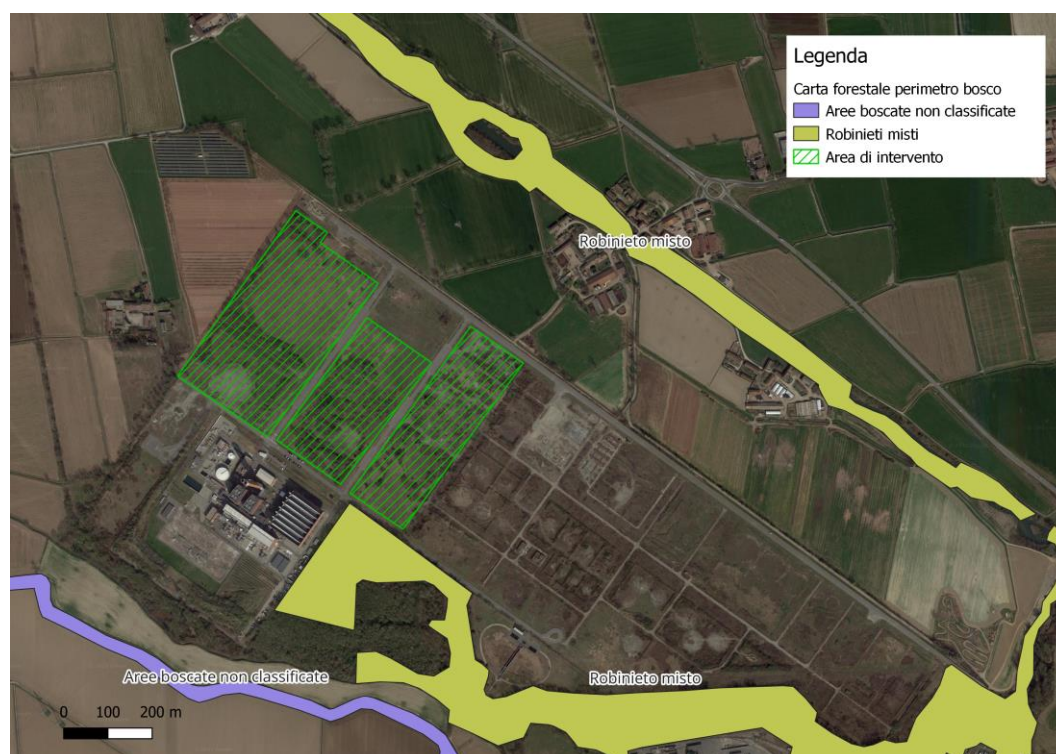 Legenda
Carta forestale perimetro bosco
Aree boscate non classificate
Robinieti misti
Area di intervento
Robinieto misto
Aree boscate non classificate
Robinieto misto
0 100 200 m